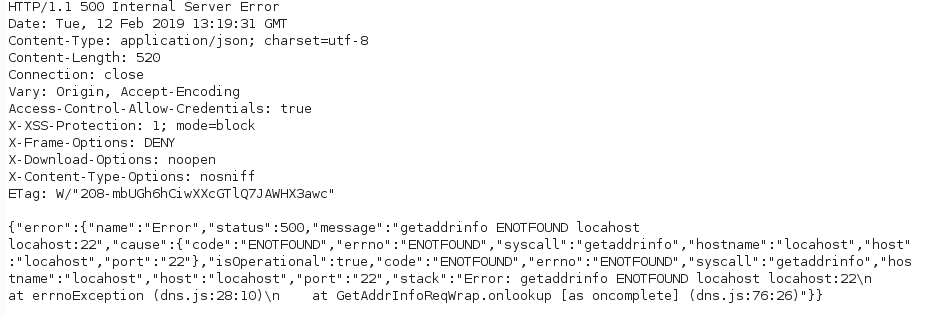 HTTP/1.1 500 Internal Server Error
Date: Tue, 12 Feb 2019 13:19:31 GMT
Content-Type: application/json; charset=utf-8
Content-Length: 520
Connection: close
Vary: Origin, Accept-Encoding
Access-Control-Allow-Credentials: true
X-XSS-Protection: 1; mode=block
X-Frame-Options: DENY
X-Download-Options: noopen
X-Content-Type-Options: nosniff
ETag: W/"208-mbUGh6hCiwXXcGTlQ7JAWHX3awc"

{"error":{"name":"Error","status":500,"message":"getaddrinfo ENOTFOUND locahost
locahost:22","cause":{"code":"ENOTFOUND","errno":"ENOTFOUND","syscall":"getaddrinfo","hostname":"locahost","host"
:"locahost","port":"22"},"isOperational":true,"code":"ENOTFOUND","errno":"ENOTFOUND","syscall":"getaddrinfo","hos
tname":"locahost","host":"locahost","port":"22","stack":"Error: getaddrinfo ENOTFOUND locahost locahost:22\n
at errnoException (dns.js:28:10)\n    at GetAddrInfoReqWrap.onlookup [as oncomplete] (dns.js:76:26)"}}